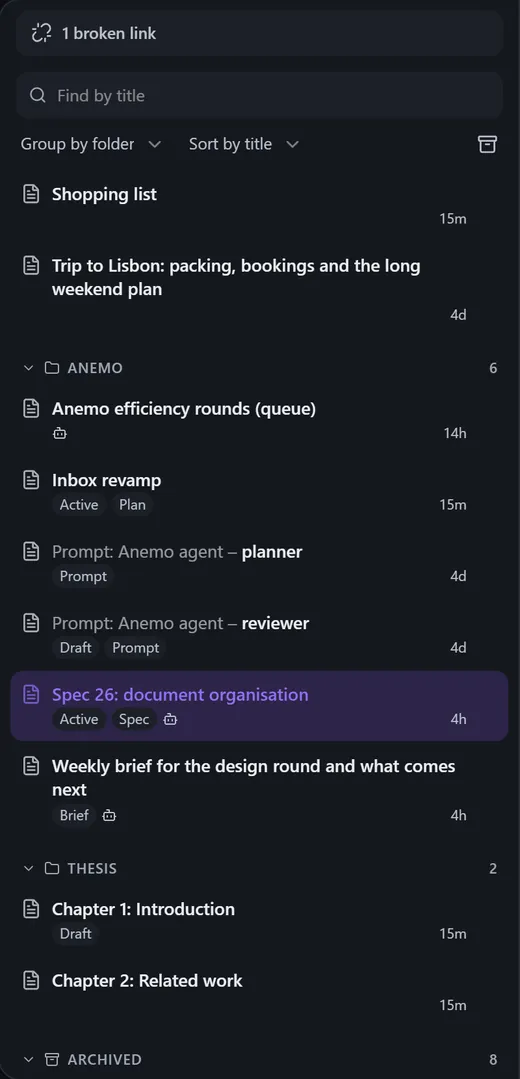 1 broken link
Find by title
Group by folder Sort by title
Shopping list
15m
Trip to Lisbon: packing, bookings and the long
weekend plan
4d
ANEMO 6
Anemo efficiency rounds (queue)
14h
Inbox revamp
Active Plan 15m
Prompt: Anemo agent – planner
Prompt 4d
Prompt: Anemo agent – reviewer
Draft Prompt 4d
Spec 26: document organisation
Active Spec 4h
Weekly brief for the design round and what comes
next
Brief 4h
THESIS 2
Chapter 1: Introduction
Draft 15m
Chapter 2: Related work
15m
ARCHIVED 8